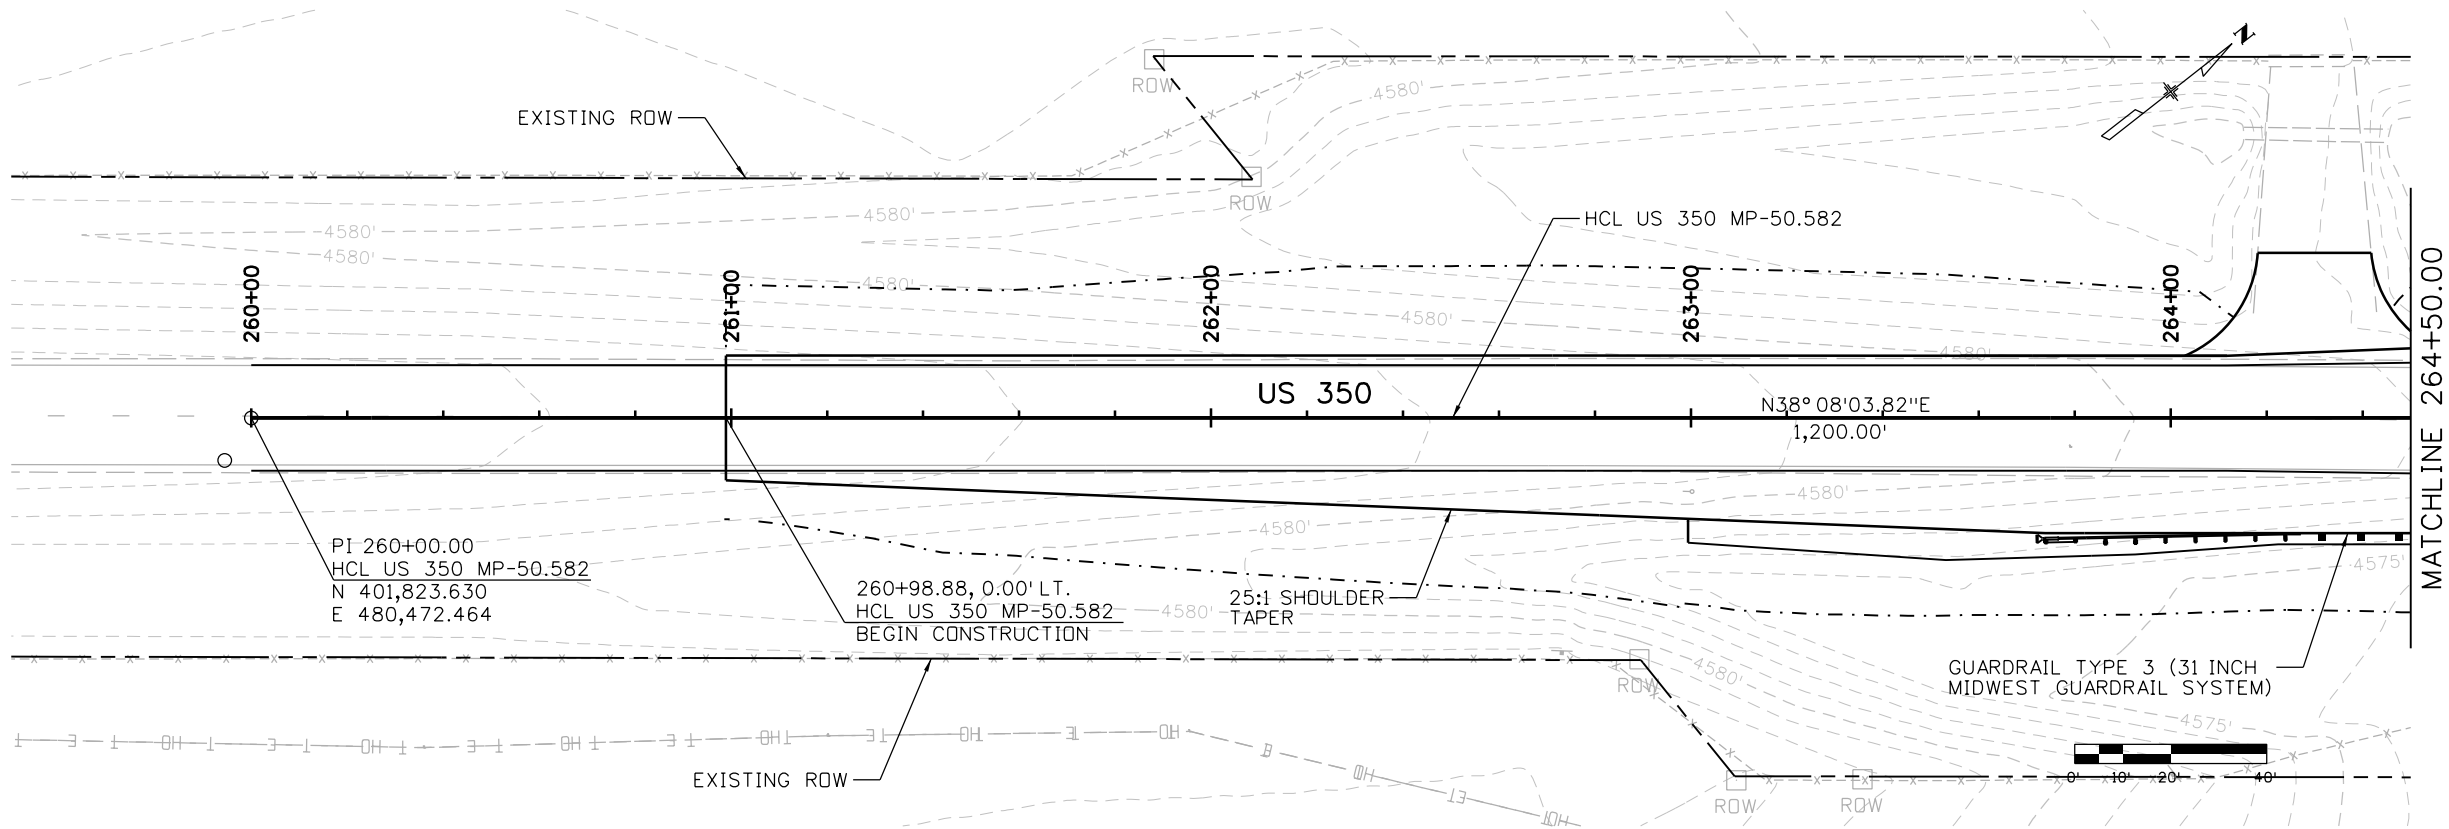 N
ROW
4580'
EXISTING ROW
ROW
4580'
HCL US 350 MP-50.582
4580'
4580'
4580'
260+00
261+00
262+00
263+00
264+00
4580'
4580'
US 350
N38°08'03.82"E
1,200.00'
MATCHLINE 264+50.00
4580'
4580'
PI 260+00.00
HCL US 350 MP-50.582
N 401,823.630
E 480,472.464
260+98.88, 0.00' LT.
HCL US 350 MP-50.582
BEGIN CONSTRUCTION
4580'
25:1 SHOULDER
TAPER
4575'
GUARDRAIL TYPE 3 (31 INCH
MIDWEST GUARDRAIL SYSTEM)
ROW
4580'
4575'
EXISTING ROW
ROW
ROW
0' 10' 20' 40'